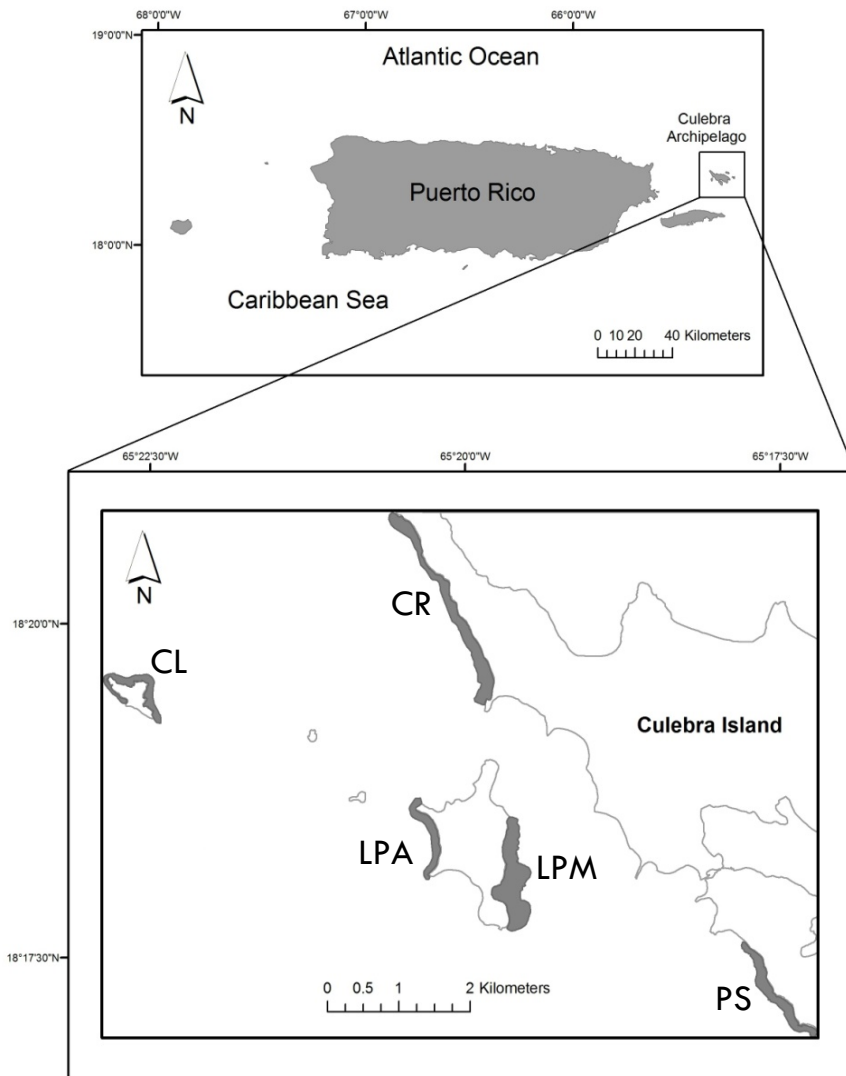 68°0'0"W 67°0'0"W 66°0'0"W
19°0'0"N
Atlantic Ocean
N
Culebra
Archipelago
Puerto Rico
18°0'0"N
Caribbean Sea
0 10 20 40 Kilometers
65°22'30"W 65°20'0"W 65°17'30"W
N
CR
18°20'0"N
CL
Culebra Island
LPA
LPM
18°17'30"N
0 0.5 1 2 Kilometers
PS